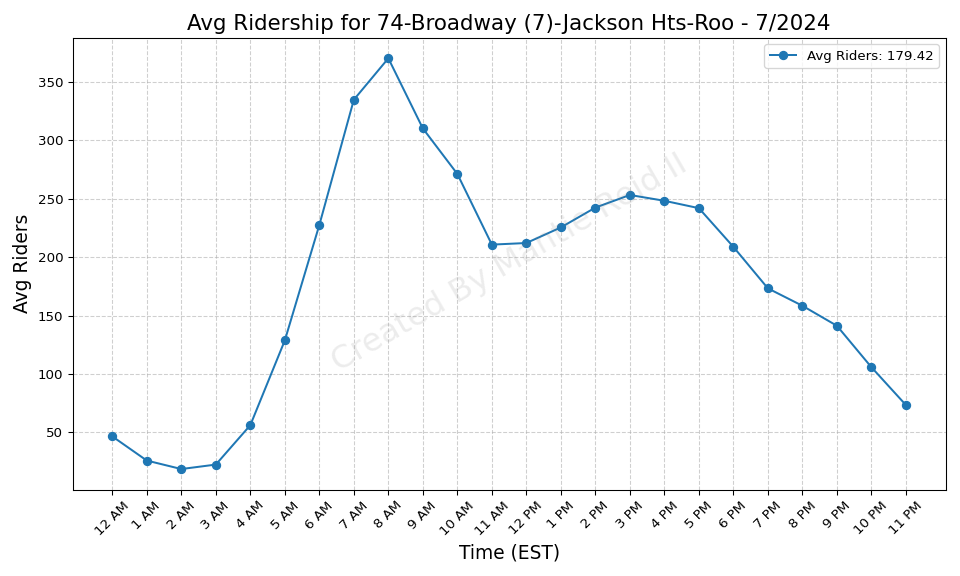 Avg Ridership for 74-Broadway (7)-Jackson Hts-Roo - 7/2024
Avg Riders: 179.42
Avg Riders
350
300
250
200
150
100
50
Created By Mantie Reid II
12 AM
1 AM
2 AM
3 AM
4 AM
5 AM
6 AM
7 AM
8 AM
9 AM
10 AM
11 AM
12 PM
1 PM
2 PM
3 PM
4 PM
5 PM
6 PM
7 PM
8 PM
9 PM
10 PM
11 PM
Time (EST)